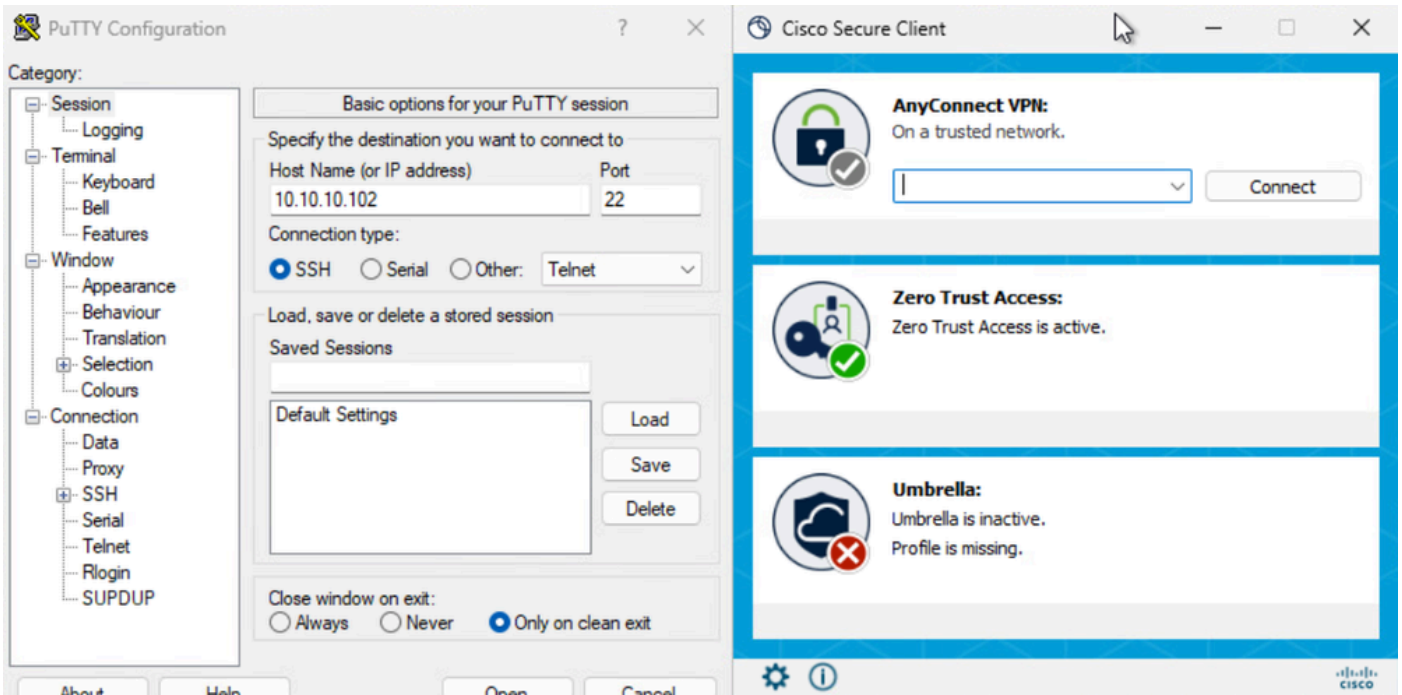 PuTTY Configuration
?
Category:
Session
Logging
Terminal
Keyboard
Bell
Features
Window
Appearance
Behaviour
Translation
Selection
Colours
Connection
Data
Proxy
SSH
Serial
Telnet
Rlogin
SUPDUP
Basic options for your PuTTY session
Specify the destination you want to connect to
Host Name (or IP address) Port
10.10.10.102 22
Connection type:
SSH Serial Other: Telnet
Load, save or delete a stored session
Saved Sessions
Default Settings
Load
Save
Delete
Close window on exit:
Always Never Only on clean exit
About Help Open Cancel
Cisco Secure Client
AnyConnect VPN:
On a trusted network.
Connect
Zero Trust Access:
Zero Trust Access is active.
Umbrella:
Umbrella is inactive.
Profile is missing.
CISCO